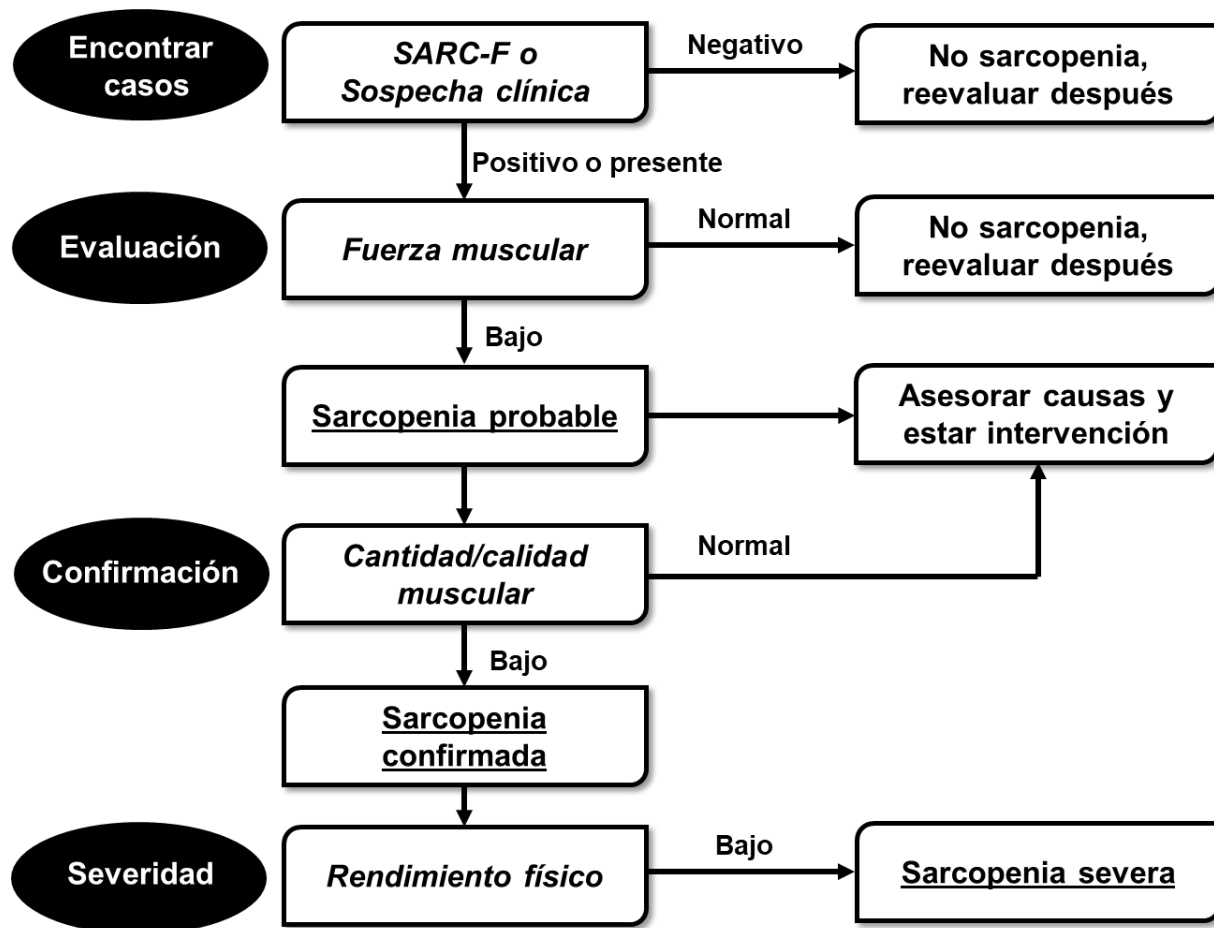 Encontrar
casos
SARC-F o
Sospecha clínica
Negativo
No sarcopenia,
reevaluar después
Positivo o presente
Evaluación
Fuerza muscular
Normal
No sarcopenia,
reevaluar después
Bajo
Sarcopenia probable
Asesorar causas y
estar intervención
Confirmación
Cantidad/calidad
muscular
Normal
Bajo
Sarcopenia
confirmada
Severidad
Rendimiento físico
Bajo
Sarcopenia severa